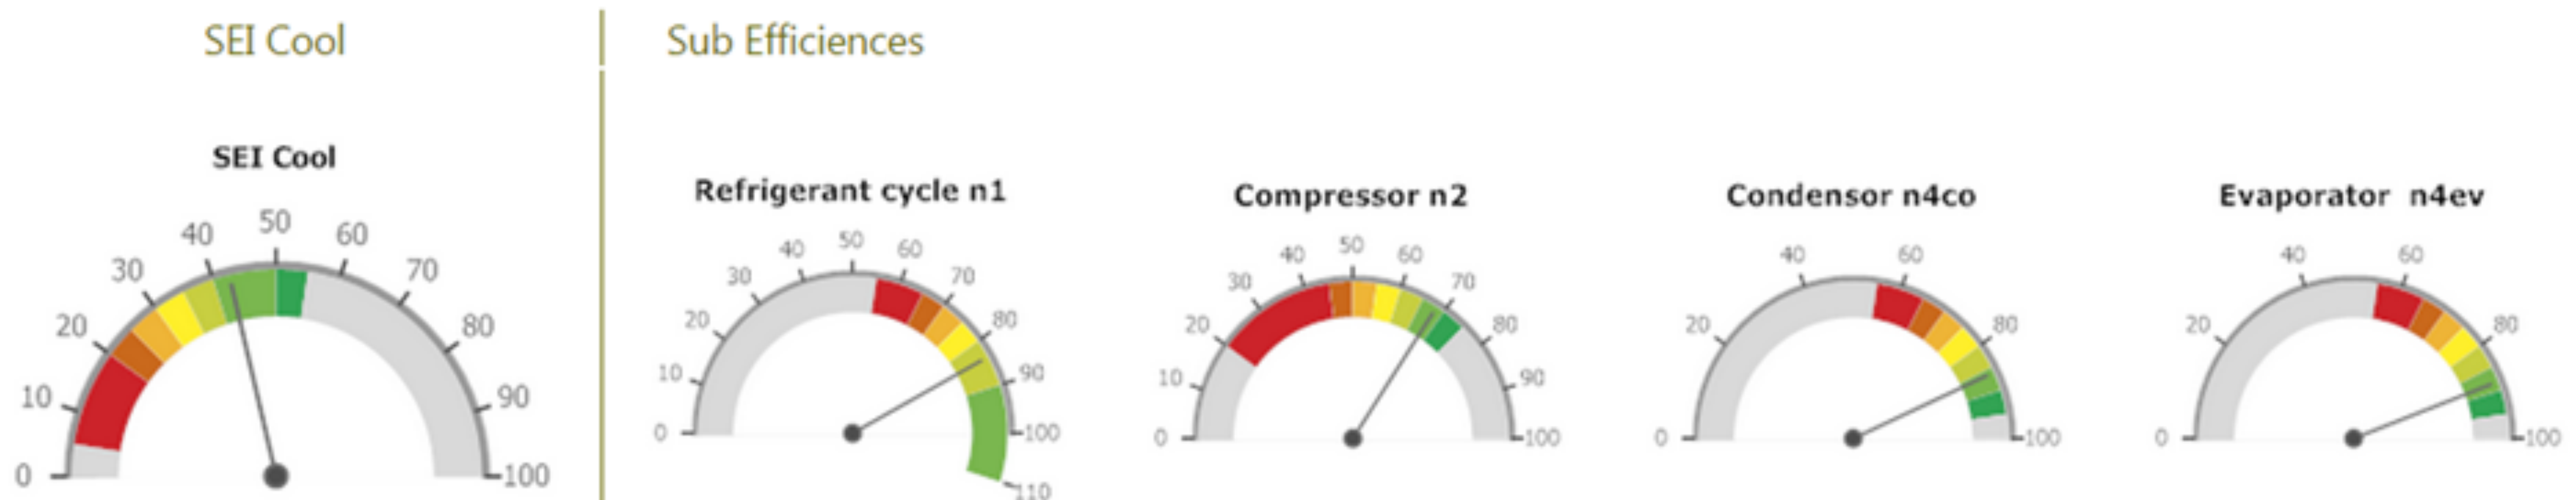 SEI Cool
Sub Efficiences
SEI Cool
0 10 20 30 40 50 60 70 80 90 100
Refrigerant cycle n1
0 10 20 30 40 50 60 70 80 90 100 110
Compressor n2
0 10 20 30 40 50 60 70 80 90 100
Condensor n4co
0 20 40 60 80 100
Evaporator n4ev
0 20 40 60 80 100